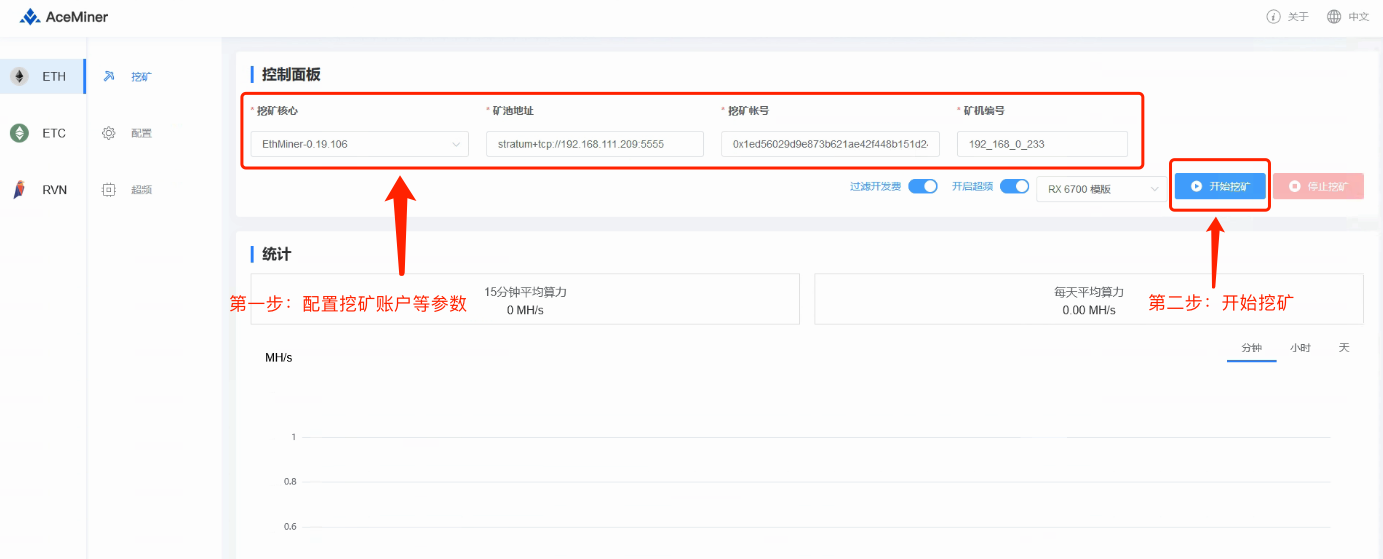 AceMiner
关于
中文
ETH
挖矿
ETC
配置
RVN
超频
控制面板
* 挖矿核心
* 矿池地址
* 挖矿帐号
* 矿机编号
EthMiner-0.19.106
stratum+tcp://192.168.111.209:5555
0x1ed56029d9e873b621ae42f448b151d24
192_168_0_233
过滤开发费
开启超频
RX 6700 模版
开始挖矿
停止挖矿
统计
第一步：配置挖矿账户等参数
15分钟平均算力
0 MH/s
每天平均算力
0.00 MH/s
第二步：开始挖矿
分钟
小时
天
MH/s
1
0.8
0.6